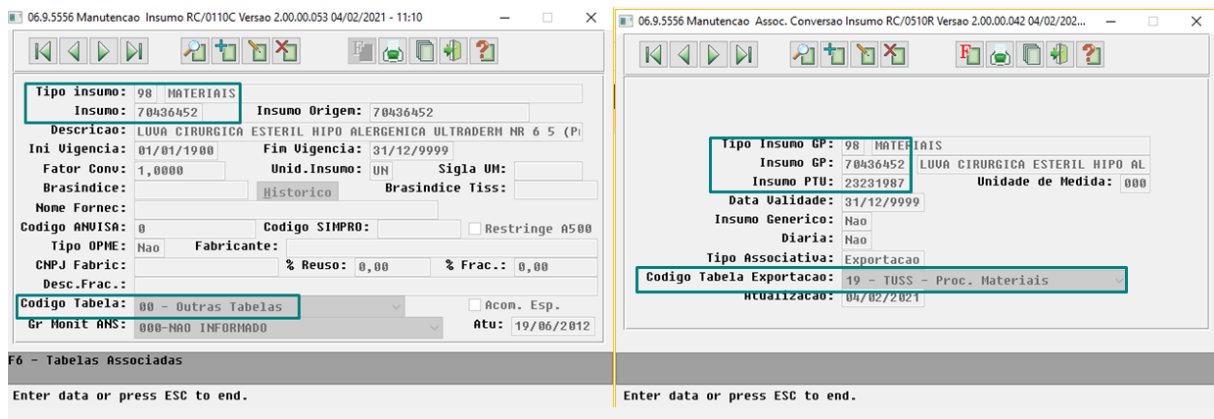 06.9.5556 Manutencao Insumo RC/0110C Versao 2.00.00.053 04/02/2021 - 11:10
Tipo insumo: 98 MATERIAIS
Insumo: 70436452 Insumo Origem: 70436452
Descricao: LUVA CIRURGICA ESTERIL HIPO ALERGENICA ULTRADERM NR 6 5 (P
Ini Vigencia: 01/01/1900 Fim Vigencia: 31/12/9999
Fator Conv: 1,0000 Unid.Insumo: UN Sigla UM:
Brasindice: Historico Brasindice Tiss:
Nome Fornec:
Codigo ANVISA: 0 Codigo SIMPRO: Restringe A500
Tipo OPME: Nao Fabricante:
CNPJ Fabric: % Reuso: 0,00 % Frac.: 0,00
Desc.Frac.:
Codigo Tabela: 00 - Outras Tabelas Acom. Esp.
Gr Monit ANS: 000-NAO INFORMADO Atu: 19/06/2012
F6 - Tabelas Associadas
Enter data or press ESC to end.
06.9.5556 Manutencao Assoc. Conversao Insumo RC/0510R Versao 2.00.00.042 04/02/202...
Tipo Insumo GP: 98 MATERIAIS
Insumo GP: 70436452 LUVA CIRURGICA ESTERIL HIPO AL
Insumo PTU: 23231987 Unidade de Medida: 000
Data Validade: 31/12/9999
Insumo Generico: Nao
Diaria: Nao
Tipo Associativa: Exportacao
Codigo Tabela Exportacao: 19 - TUSS - Proc. Materiais
Atualizacao: 04/02/2021
Enter data or press ESC to end.